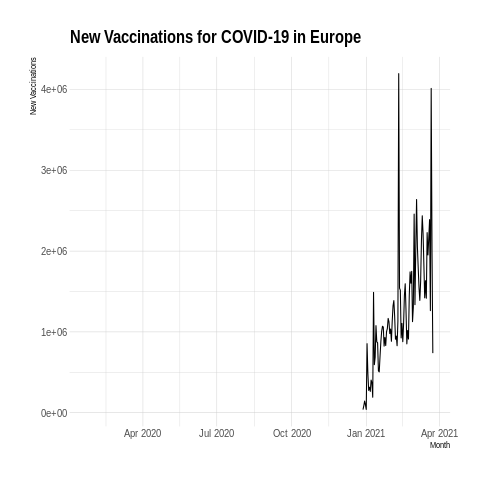 New Vaccinations for COVID-19 in Europe
New Vaccinations
4e+06
3e+06
2e+06
1e+06
0e+00
Apr 2020 Jul 2020 Oct 2020 Jan 2021 Apr 2021
Month